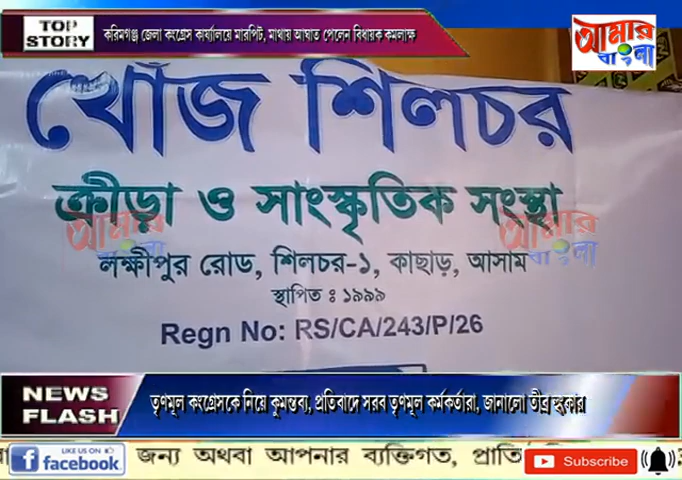 TOP STORY
করিমগঞ্জ জেলা কংগ্রেস কার্য্যালয়ে মারপিট, মাথায় আঘাত পেলেন বিধায়ক কমলাক্ষ
আমার বাংলা
খোঁজ শিলচর
ক্রীড়া ও সাংস্কৃতিক সংস্থা
আমার বাংলা
আমার বাংলা
লক্ষীপুর রোড, শিলচর-১, কাছাড়, আসাম
স্থাপিত ঃ ১৯৯৯
Regn No: RS/CA/243/P/26
NEWS FLASH
তৃণমূল কংগ্রেসকে নিয়ে কুমন্তব্য, প্রতিবাদে সরব তৃণমূল কর্মকর্তারা, জানালো তীব্র হুঙ্কার
LIKE US ON
facebook.
জন্য অথবা আপনার ব্যক্তিগত,
Subscribe